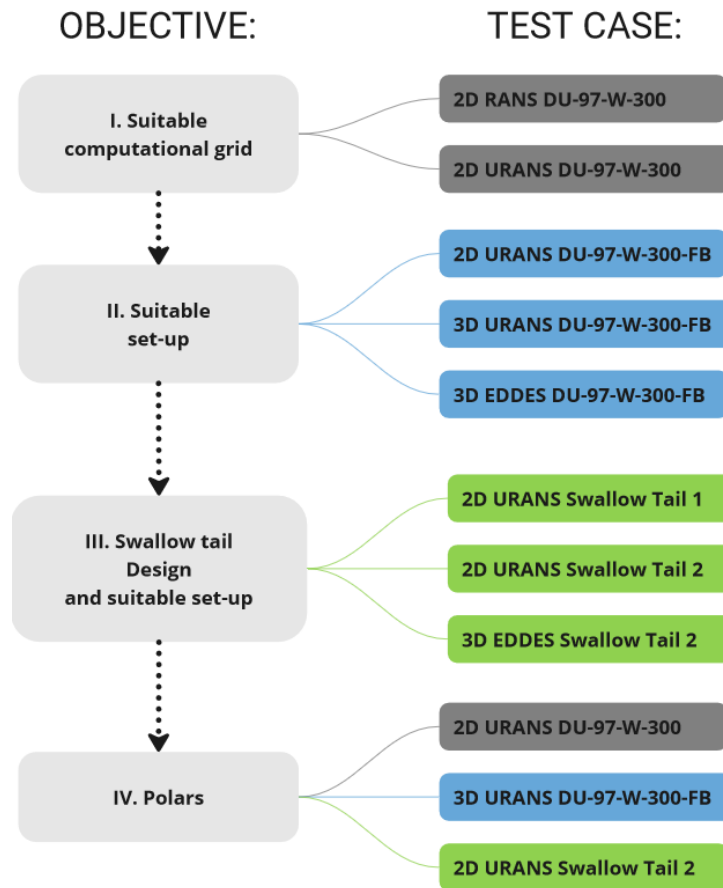 OBJECTIVE:
TEST CASE:
I. Suitable
computational grid
2D RANS DU-97-W-300
2D URANS DU-97-W-300
II. Suitable
set-up
2D URANS DU-97-W-300-FB
3D URANS DU-97-W-300-FB
3D EDDES DU-97-W-300-FB
III. Swallow tail
Design
and suitable set-up
2D URANS Swallow Tail 1
2D URANS Swallow Tail 2
3D EDDES Swallow Tail 2
IV. Polars
2D URANS DU-97-W-300
3D URANS DU-97-W-300-FB
2D URANS Swallow Tail 2